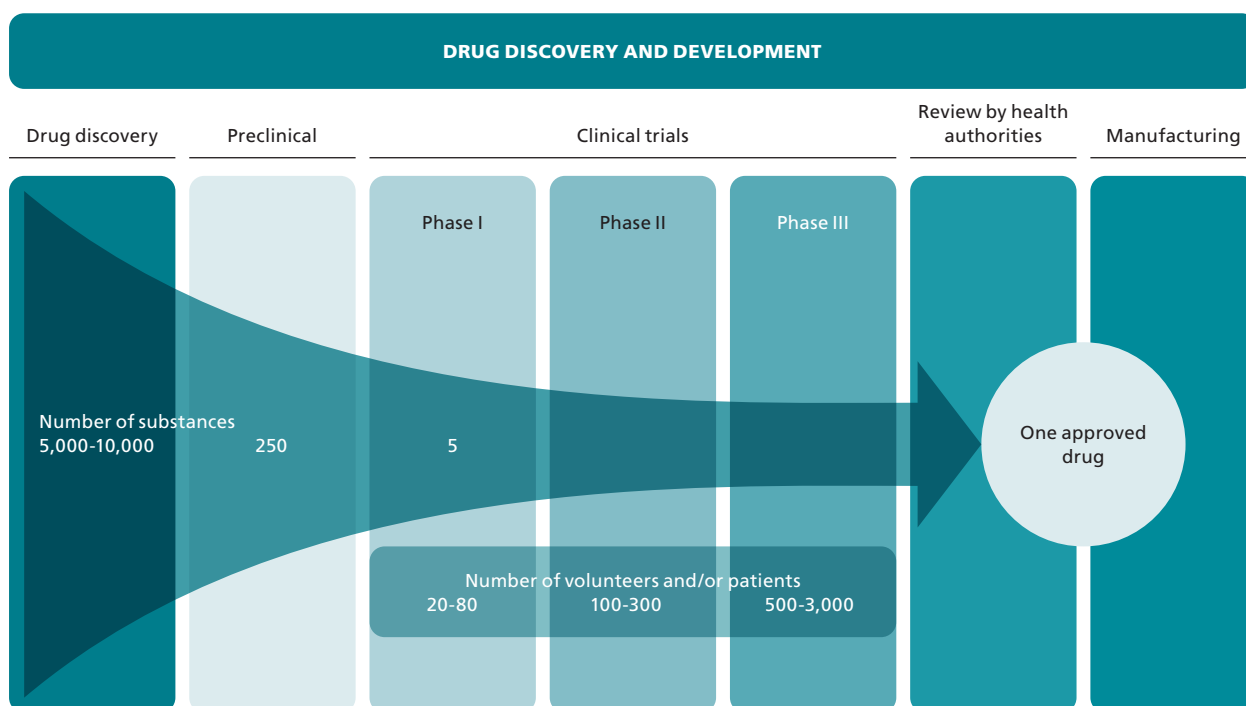 DRUG DISCOVERY AND DEVELOPMENT
Drug discovery
Preclinical
Clinical trials
Review by health
authorities
Manufacturing
Phase I
Phase II
Phase III
Number of substances
5,000-10,000
250
5
One approved
drug
Number of volunteers and/or patients
20-80
100-300
500-3,000